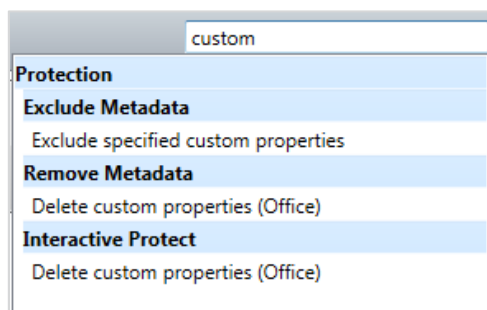 custom
Protection
Exclude Metadata
Exclude specified custom properties
Remove Metadata
Delete custom properties (Office)
Interactive Protect
Delete custom properties (Office)